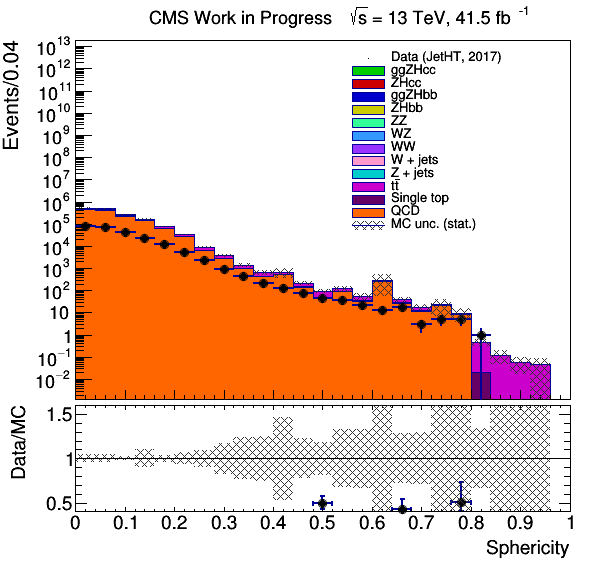 CMS Work in Progress √s = 13 TeV, 41.5 fb⁻¹
Events/0.04
10¹³
10¹²
10¹¹
10¹⁰
10⁹
10⁸
10⁷
10⁶
10⁵
10⁴
10³
10²
10
1
10⁻¹
10⁻²
Data (JetHT, 2017)
ggZHcc
ZHcc
ggZHbb
ZHbb
ZZ
WZ
WW
W + jets
Z + jets
tt̄
Single top
QCD
MC unc. (stat.)
Data/MC
1.5
1
0.5
0 0.1 0.2 0.3 0.4 0.5 0.6 0.7 0.8 0.9 1
Sphericity